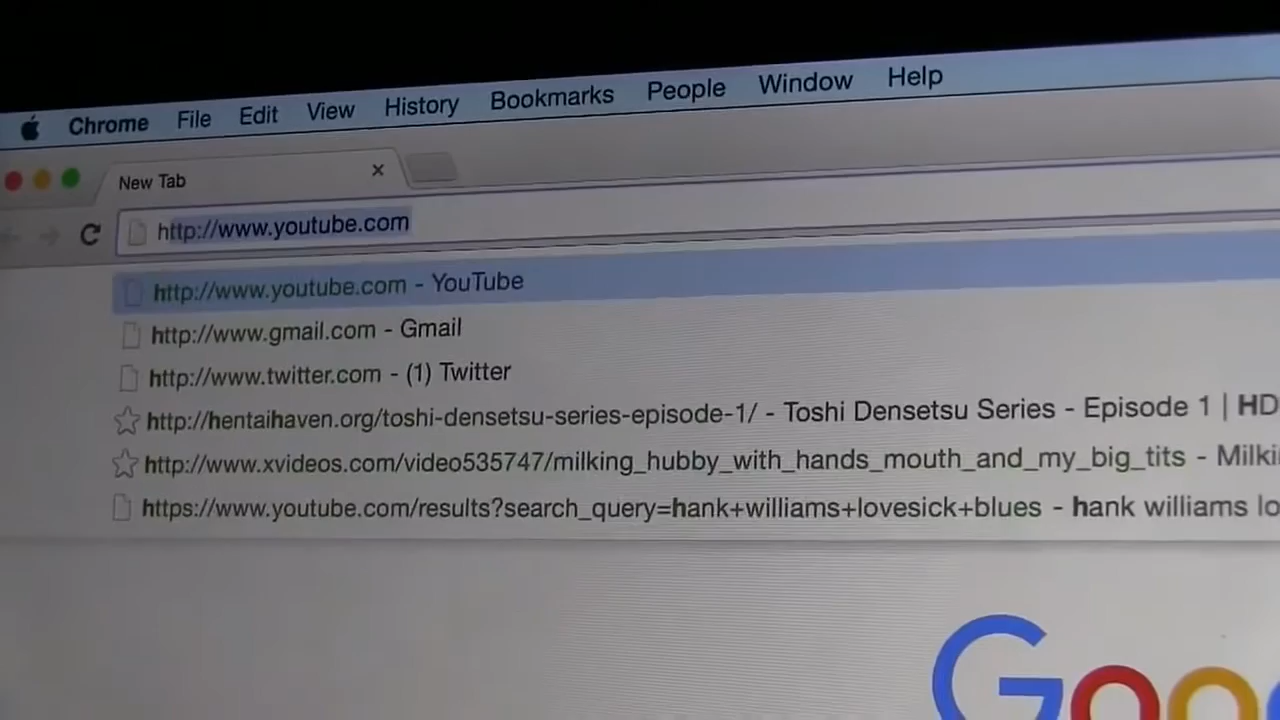 Chrome File Edit View History Bookmarks People Window Help
New Tab
http://www.youtube.com
http://www.youtube.com - YouTube
http://www.gmail.com - Gmail
http://www.twitter.com - (1) Twitter
http://hentaihaven.org/toshi-densetsu-series-episode-1/ - Toshi Densetsu Series - Episode 1 | HD
http://www.xvideos.com/video535747/milking_hubby_with_hands_mouth_and_my_big_tits - Milki
https://www.youtube.com/results?search_query=hank+williams+lovesick+blues - hank williams lo
Goo